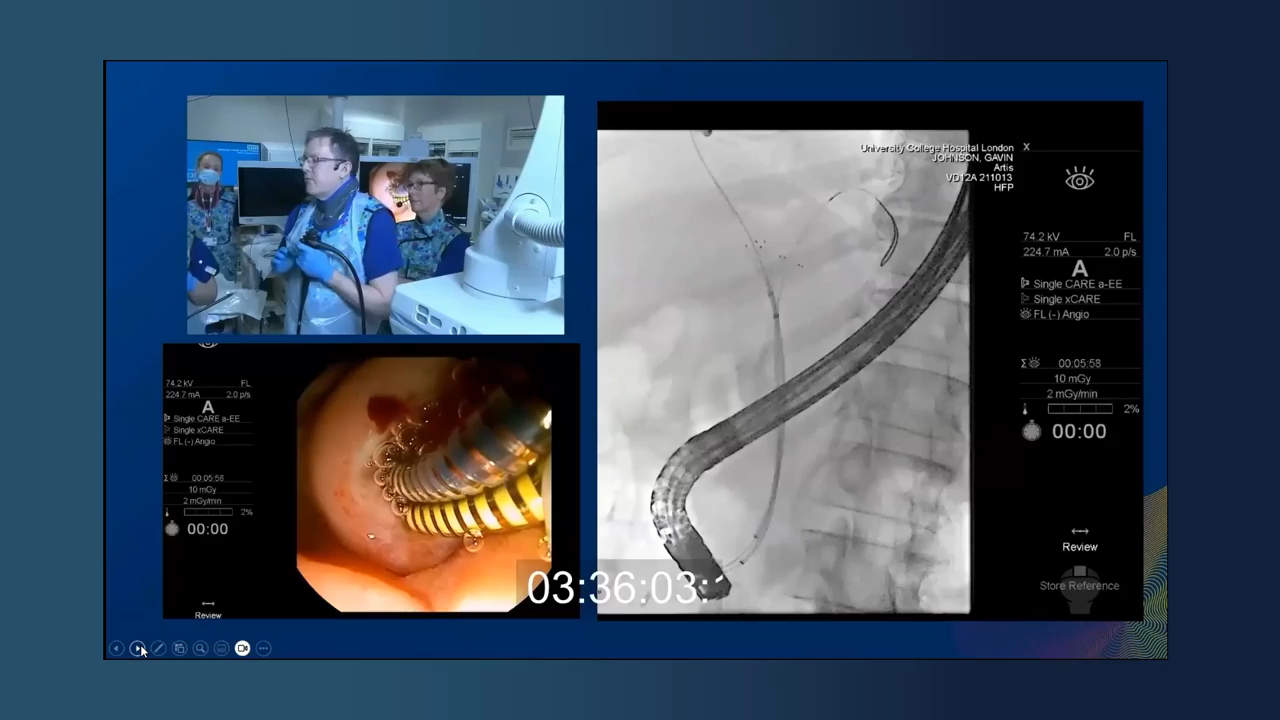 University College Hospital London X
JOHNSON, GAVIN
Artis
VD12A 211013
HFP
74.2 kV FL
224.7 mA 2.0 p/s
A
Single CARE a-EE
Single xCARE
FL (-) Angio
Σ 00:05:58
10 mGy
2 mGy/min
2%
00:00
Review
Store Reference
74.2 kV FL
224.7 mA 2.0 p/s
A
Single CARE a-EE
Single xCARE
FL (-) Angio
Σ 00:05:58
10 mGy
2 mGy/min
2%
00:00
Review
03:36:03: